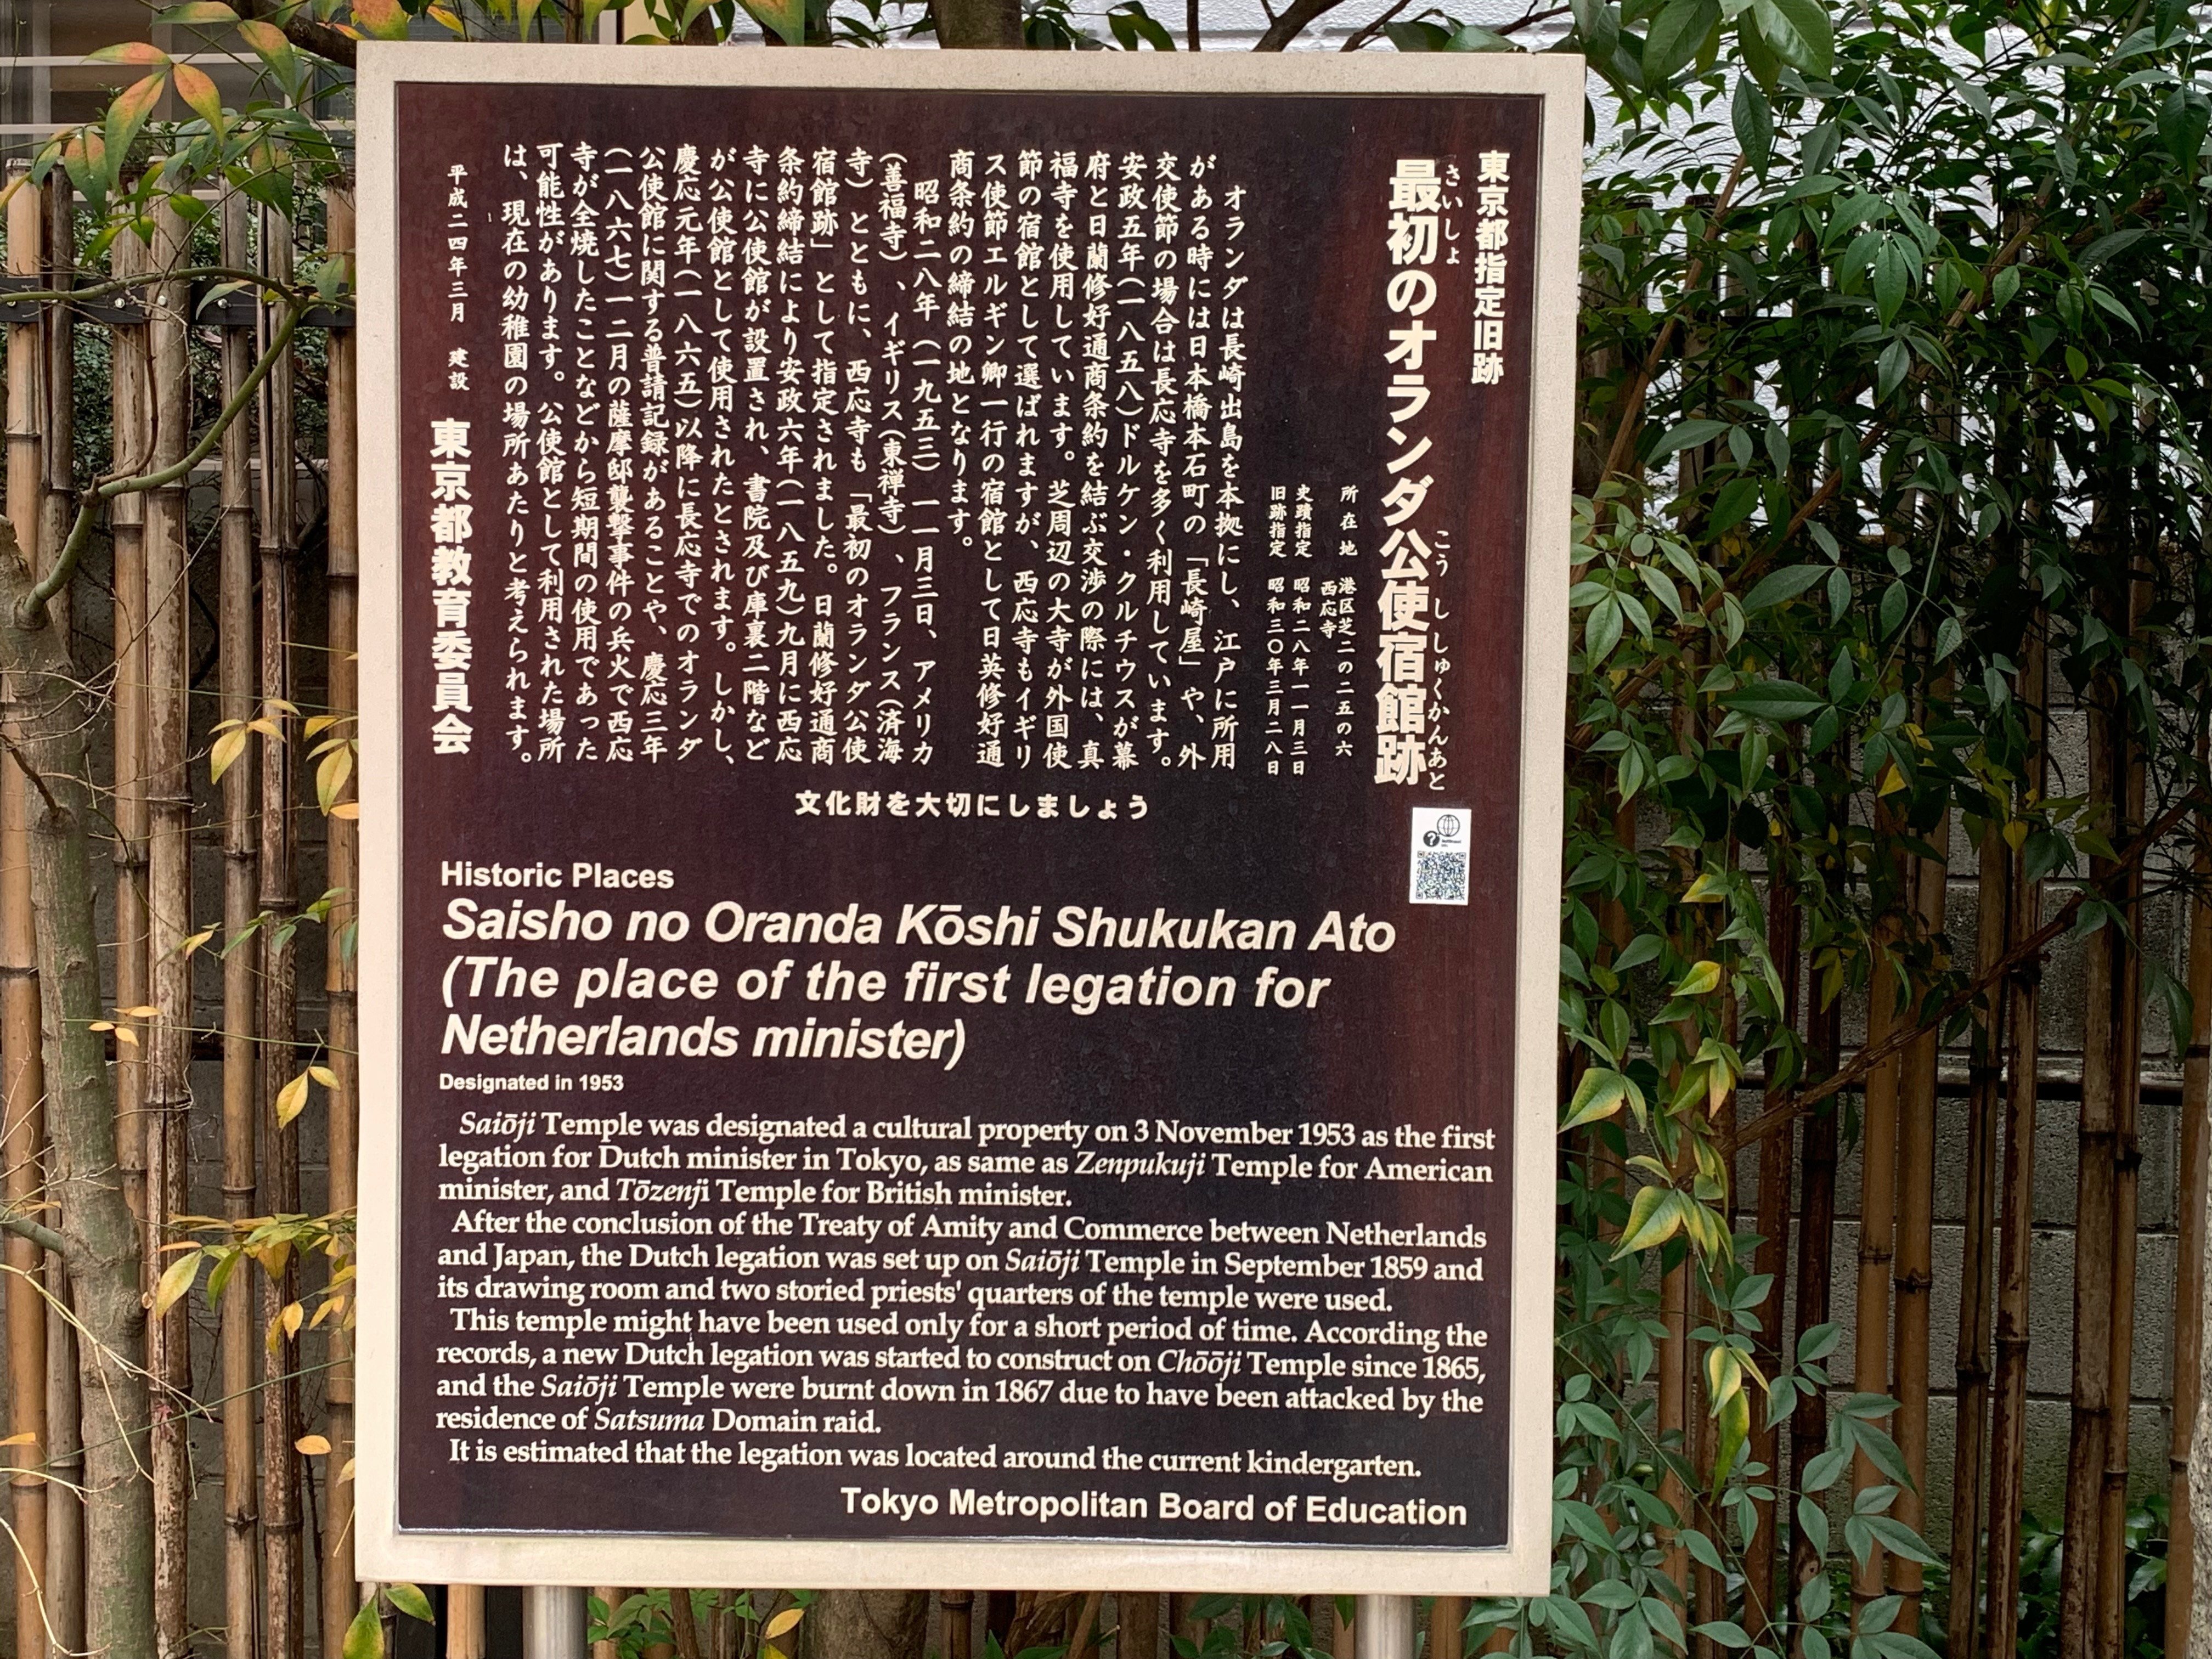 東京都指定旧跡
最初のオランダ公使宿館跡
さいしょ
こう し しゅくかんあと
所在地 港区芝二の二五の六
西応寺
史蹟指定 昭和二八年一一月三日
旧跡指定 昭和三〇年三月二八日
オランダは長崎出島を本拠にし、江戸に所用
がある時には日本橋本石町の「長崎屋」や、外
交使節の場合は長応寺を多く利用しています。
安政五年(一八五八)ドルケン・クルチウスが幕
府と日蘭修好通商条約を結ぶ交渉の際には、真
福寺を使用しています。芝周辺の大寺が外国使
節の宿館として選ばれますが、西応寺もイギリ
ス使節エルギン卿一行の宿館として日英修好通
商条約の締結の地となります。
昭和二八年(一九五三)一一月三日、アメリカ
(善福寺)、イギリス(東禅寺)、フランス(済海
寺)とともに、西応寺も「最初のオランダ公使
宿館跡」として指定されました。日蘭修好通商
条約締結により安政六年(一八五九)九月に西応
寺に公使館が設置され、書院及び庫裏二階など
が公使館として使用されたとされます。しかし、
慶応元年(一八六五)以降に長応寺でのオランダ
公使館に関する普請記録があることや、慶応三年
(一八六七)一二月の薩摩邸襲撃事件の兵火で西応
寺が全焼したことなどから短期間の使用であった
可能性があります。公使館として利用された場所
は、現在の幼稚園の場所あたりと考えられます。
平成二四年三月 建設
東京都教育委員会
文化財を大切にしましょう
Historic Places
Saisho no Oranda Kōshi Shukukan Ato
(The place of the first legation for
Netherlands minister)
Designated in 1953
Saiōji Temple was designated a cultural property on 3 November 1953 as the first
legation for Dutch minister in Tokyo, as same as Zenpukuji Temple for American
minister, and Tōzenji Temple for British minister.
After the conclusion of the Treaty of Amity and Commerce between Netherlands
and Japan, the Dutch legation was set up on Saiōji Temple in September 1859 and
its drawing room and two storied priests' quarters of the temple were used.
This temple might have been used only for a short period of time. According the
records, a new Dutch legation was started to construct on Chōōji Temple since 1865,
and the Saiōji Temple were burnt down in 1867 due to have been attacked by the
residence of Satsuma Domain raid.
It is estimated that the legation was located around the current kindergarten.
Tokyo Metropolitan Board of Education